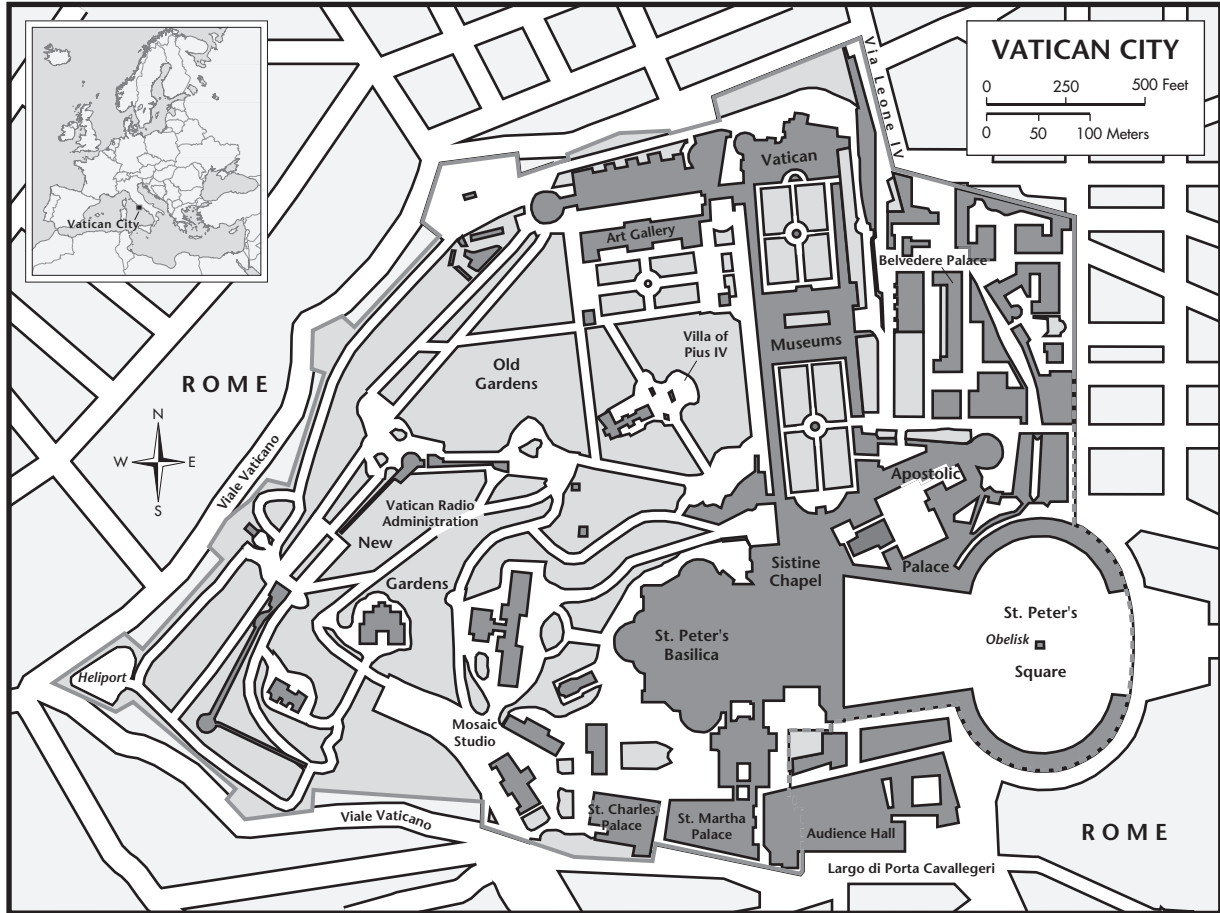 VATICAN CITY
0 250 500 Feet
0 50 100 Meters
Vatican City
Via Leone IV
Vatican
Art Gallery
Belvedere Palace
Museums
Villa of
Pius IV
ROME
Old
Gardens
N
W E
S
Viale Vaticano
Apostolic
Vatican Radio
Administration
New
Gardens
Sistine
Chapel
Palace
St. Peter's
Obelisk
Square
St. Peter's
Basilica
Heliport
Mosaic
Studio
Viale Vaticano
St. Charles
Palace
St. Martha
Palace
Audience Hall
ROME
Largo di Porta Cavallegeri